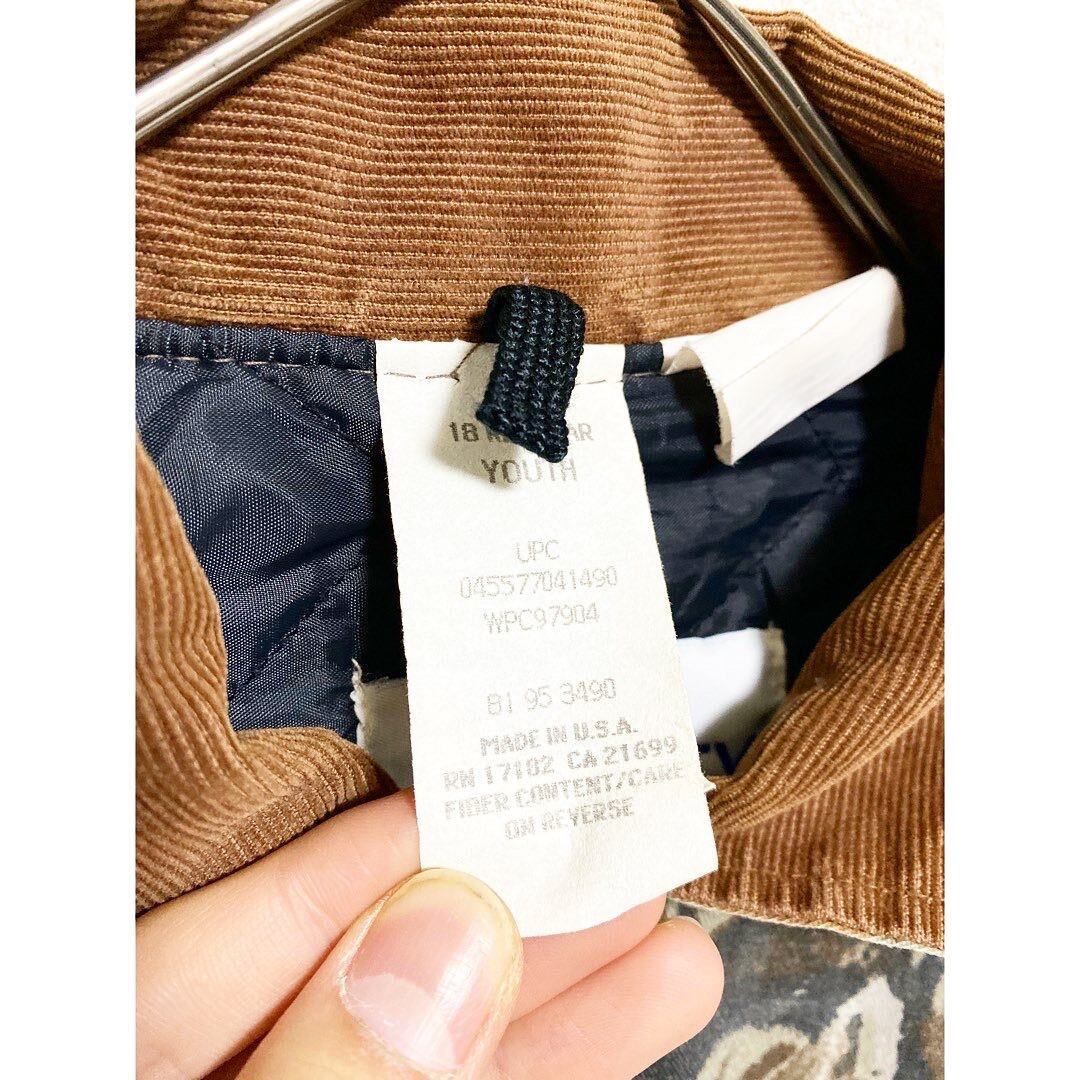 18
YOUTH
UPC
045577041490
WPC97904
81 95 3490
MADE IN U.S.A.
RN 17102 CA 21699
FIBER CONTENT/CARE
ON REVERSE